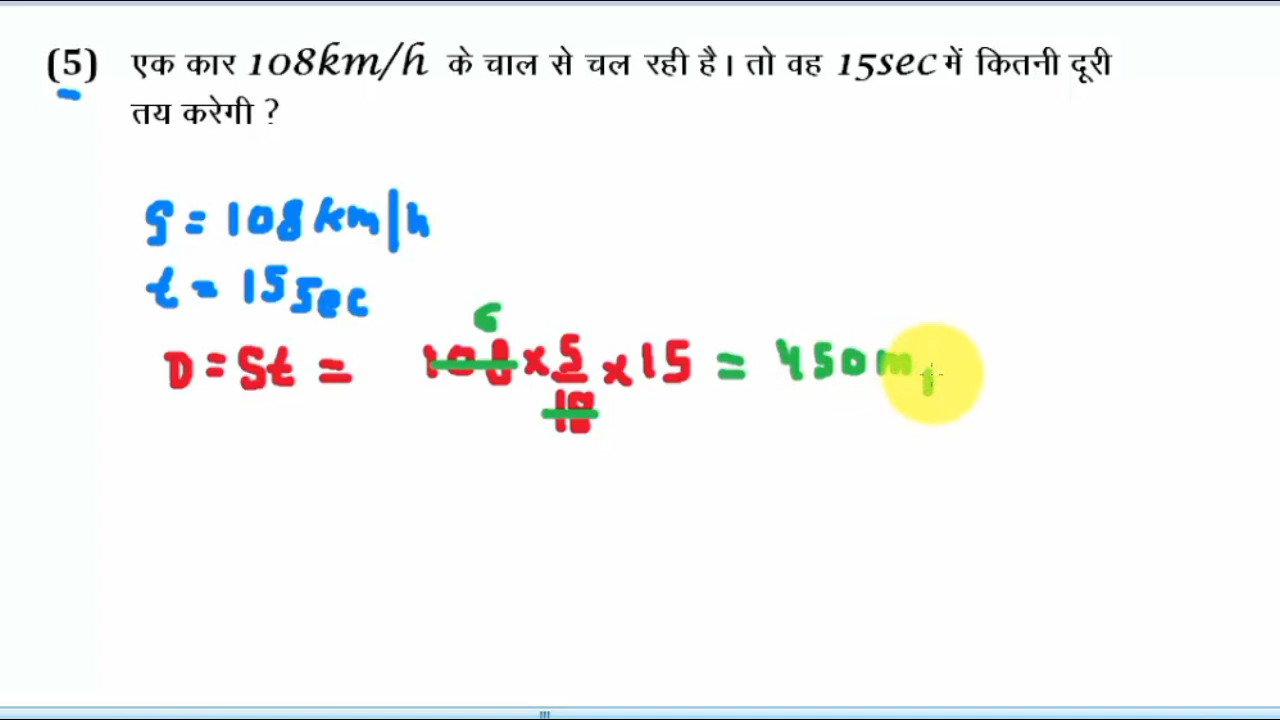 (5) एक कार 108km/h के चाल से चल रही है। तो वह 15sec में कितनी दूरी
तय करेगी ?
S = 108 km/h
t = 15 sec
6
D = St = 108 × 5/18 × 15 = 450m